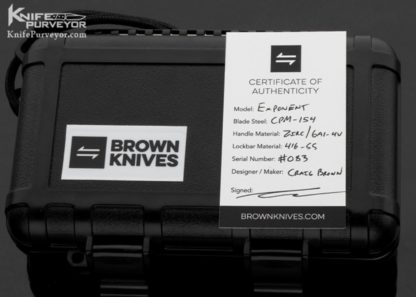 KNIFE
PURVEYOR
KnifePurveyor.com
BROWN
KNIVES
CERTIFICATE OF
AUTHENTICITY
Model: EXPONENT
Blade Steel: CPM-154
Handle Material: ZIRC/6Al-4V
Lockbar Material: 416-SS
Serial Number: #083
Designer / Maker: CRAIG BROWN
Signed:
BROWNKNIVES.COM